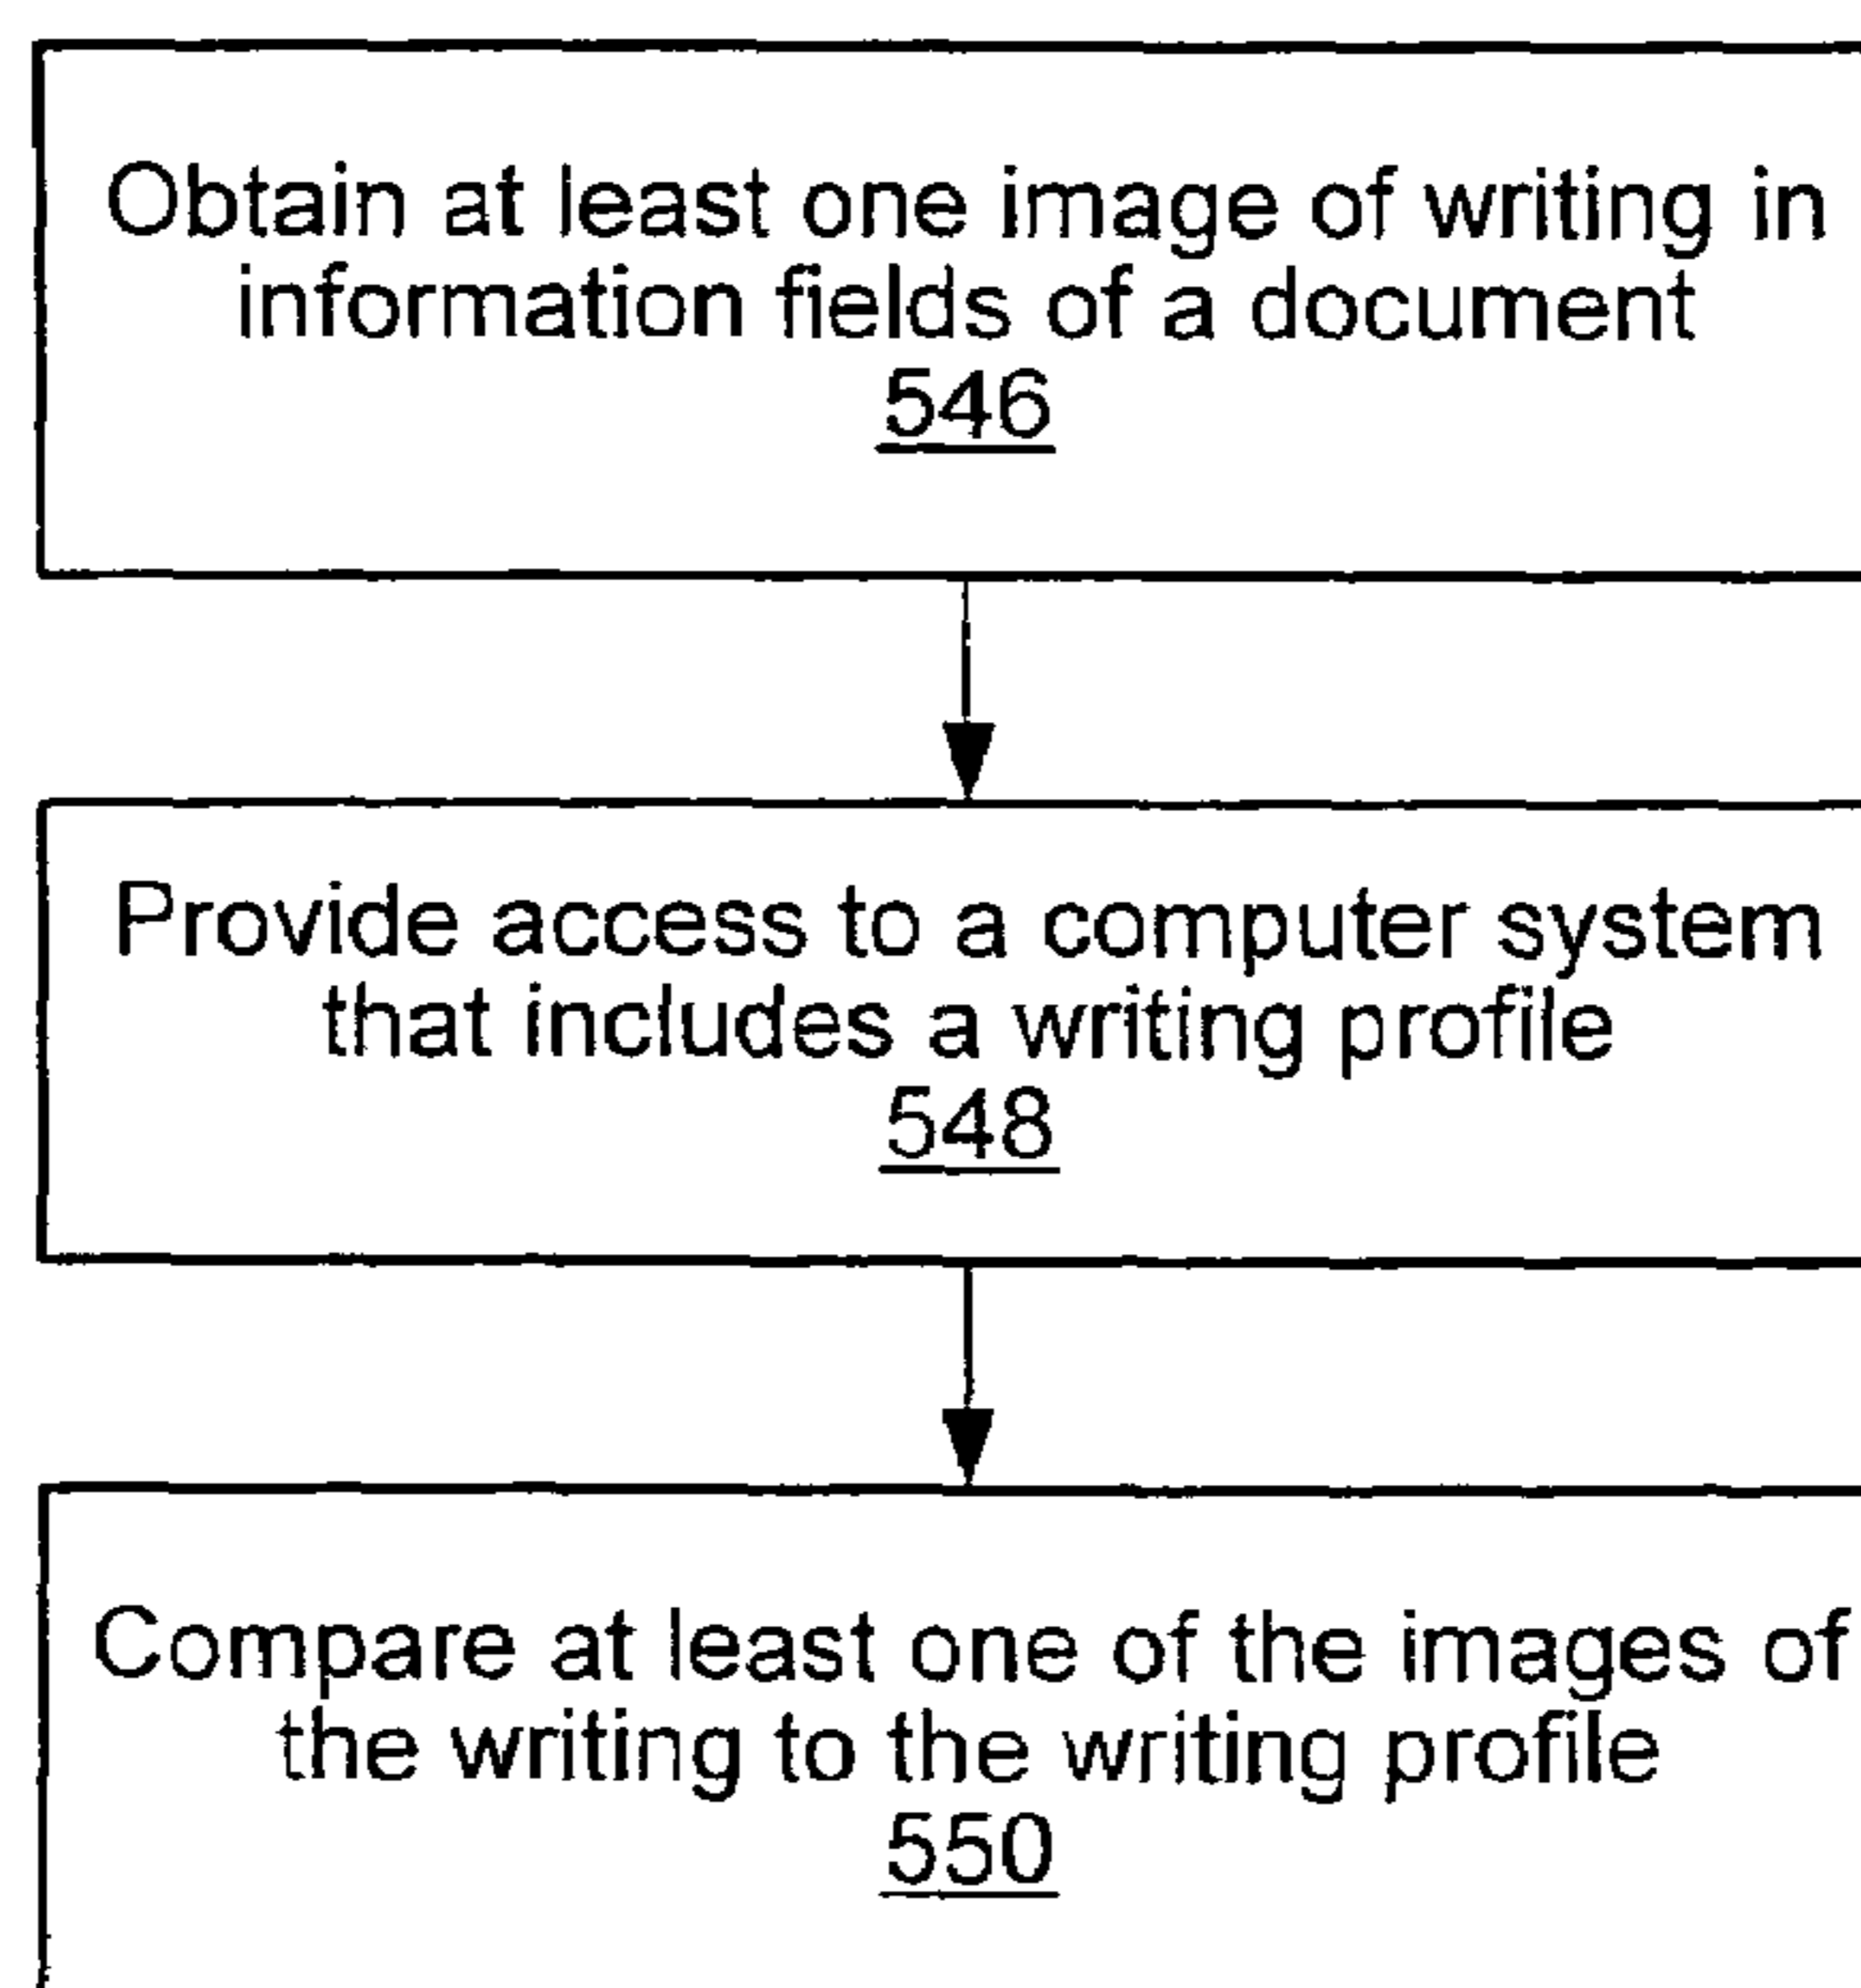 Obtain at least one image of writing in
information fields of a document
546
Provide access to a computer system
that includes a writing profile
548
Compare at least one of the images of
the writing to the writing profile
550